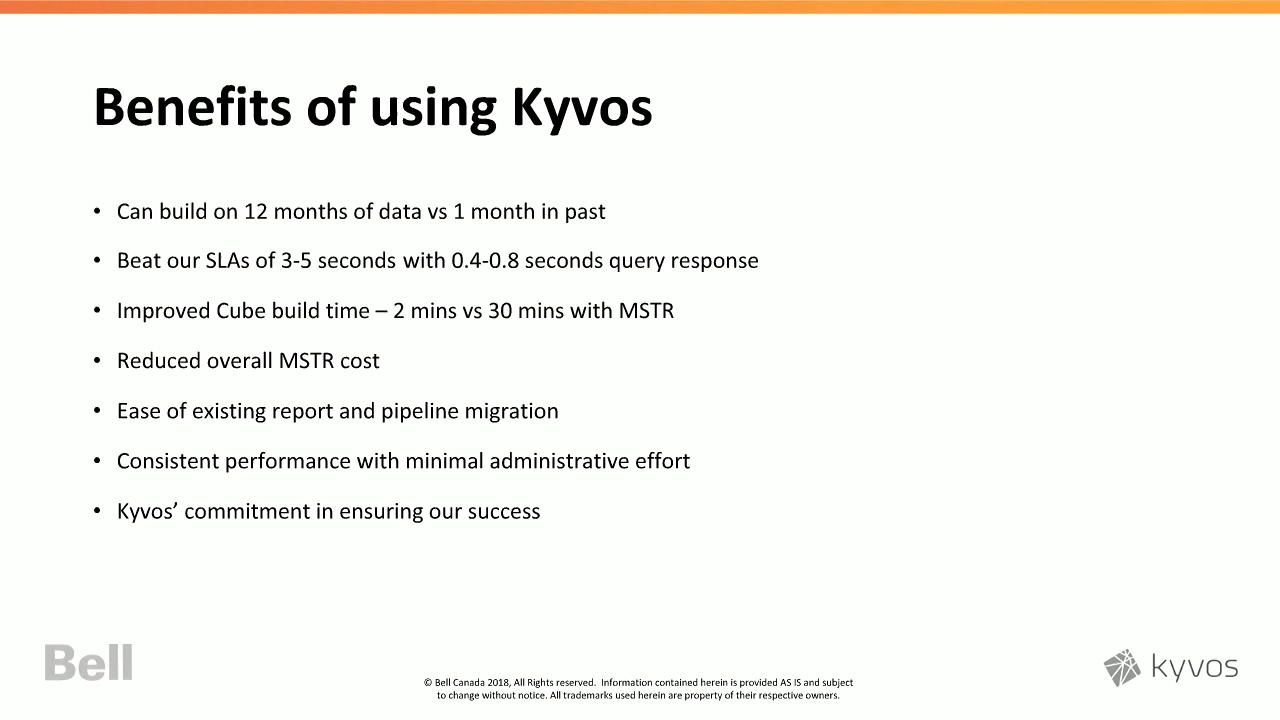 Benefits of using Kyvos
• Can build on 12 months of data vs 1 month in past
• Beat our SLAs of 3-5 seconds with 0.4-0.8 seconds query response
• Improved Cube build time – 2 mins vs 30 mins with MSTR
• Reduced overall MSTR cost
• Ease of existing report and pipeline migration
• Consistent performance with minimal administrative effort
• Kyvos’ commitment in ensuring our success
Bell
© Bell Canada 2018, All Rights reserved. Information contained herein is provided AS IS and subject
to change without notice. All trademarks used herein are property of their respective owners.
kyvos